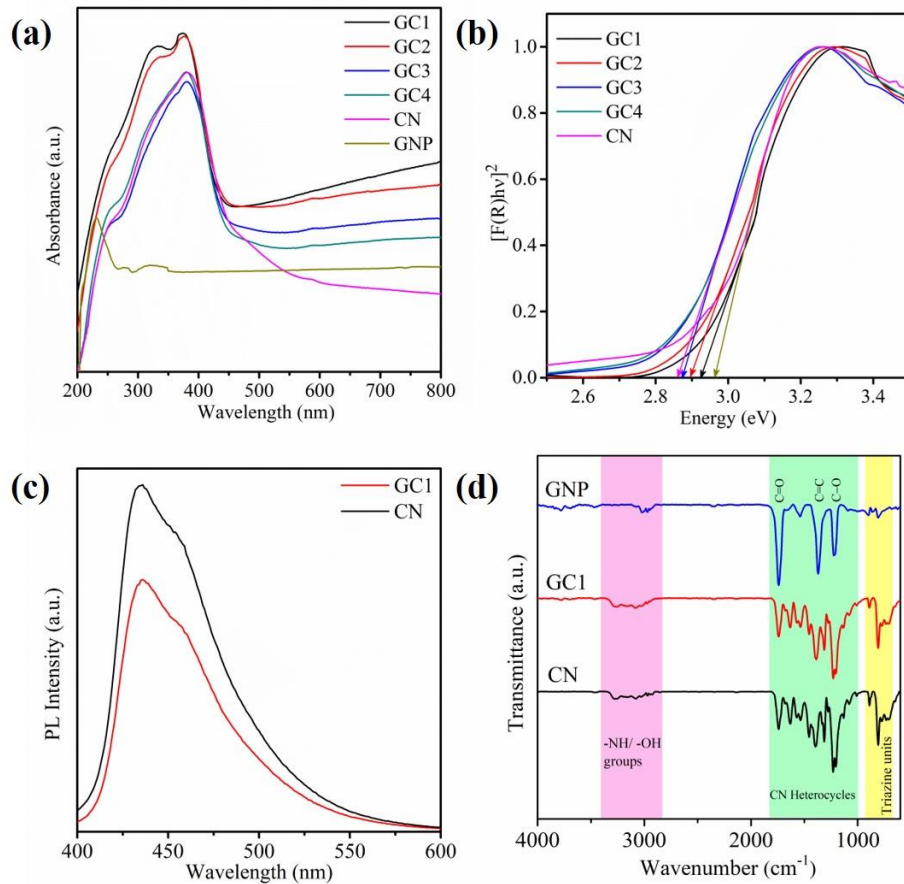 (a)
GC1
GC2
GC3
GC4
CN
GNP
Absorbance (a.u.)
200 300 400 500 600 700 800
Wavelength (nm)
(b)
GC1
GC2
GC3
GC4
CN
[F(R)hν]²
1.0
0.8
0.6
0.4
0.2
0.0
2.6 2.8 3.0 3.2 3.4
Energy (eV)
(c)
GC1
CN
PL Intensity (a.u.)
400 450 500 550 600
Wavelength (nm)
(d)
GNP
C=O
C=C
C–O
GC1
CN
-NH/ -OH
groups
CN Heterocycles
Triazine units
Transmittance (a.u.)
4000 3000 2000 1000
Wavenumber (cm⁻¹)